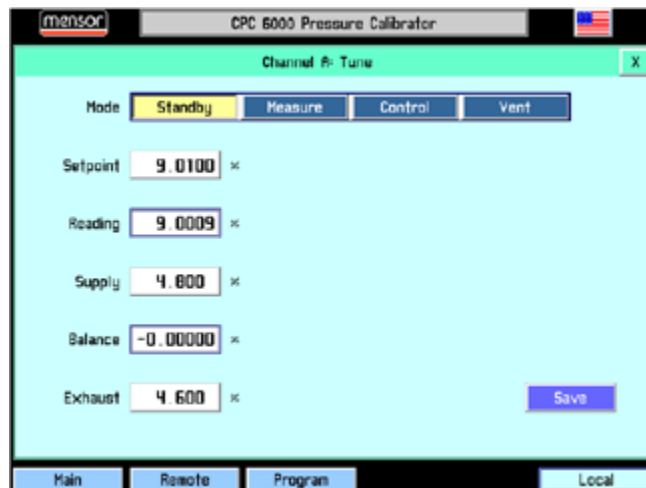 mensor CPC 6000 Pressure Calibrator
Channel A: Tune X
Mode Standby Measure Control Vent
Setpoint 9.0100 %
Reading 9.0009 %
Supply 4.800 %
Balance -0.00000 %
Exhaust 4.600 % Save
Main Remote Program Local